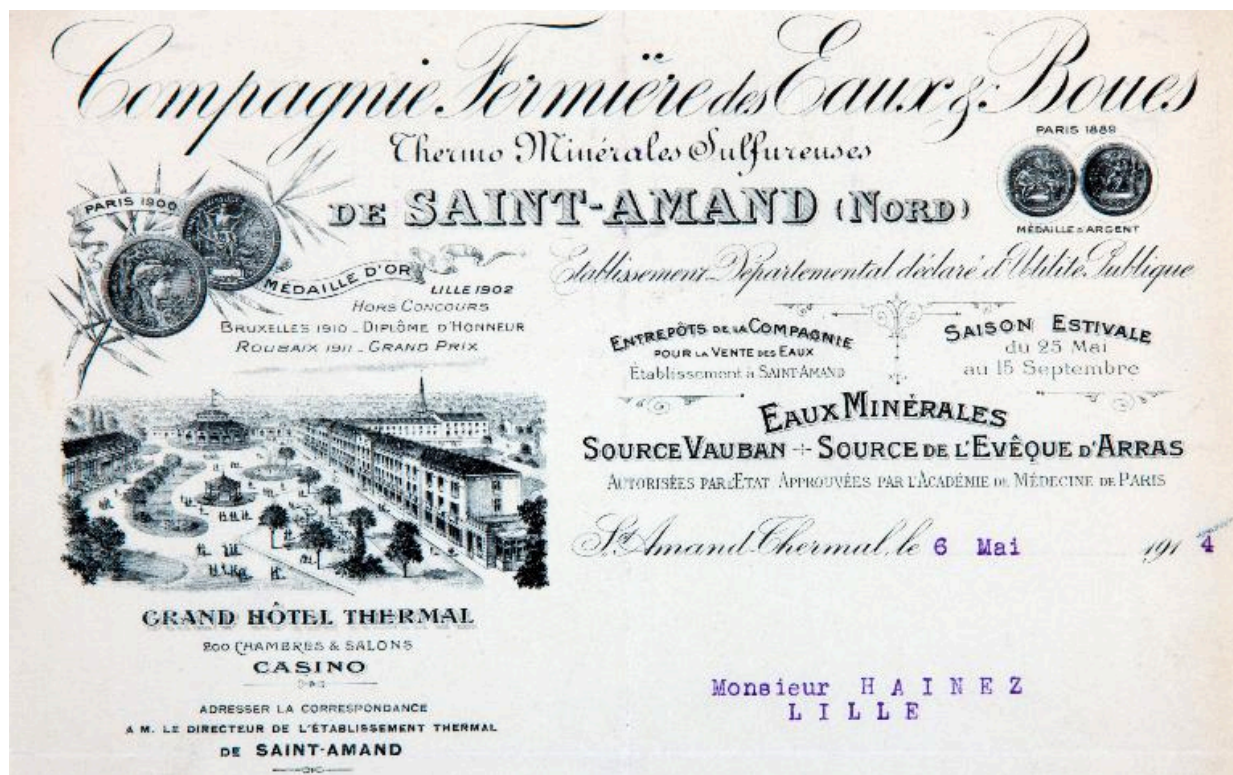 Compagnie Fermière des Eaux & Boues
Thermo Minérales Sulfureuses
DE SAINT-AMAND (NORD)
PARIS 1889
MÉDAILLE D'ARGENT
PARIS 1900
MÉDAILLE D'OR
LILLE 1902
HORS CONCOURS
BRUXELLES 1910 _ DIPLÔME D'HONNEUR
ROUBAIX 1911 _ GRAND PRIX
Etablissement Départemental déclaré d'Utilité Publique
ENTREPÔTS DE LA COMPAGNIE
POUR LA VENTE DES EAUX
Établissement à SAINT-AMAND
SAISON ESTIVALE
du 25 Mai
au 15 Septembre
EAUX MINÉRALES
SOURCE VAUBAN + SOURCE DE L'EVÊQUE D'ARRAS
AUTORISÉES PAR L'ETAT APPROUVÉES PAR L'ACADÉMIE DE MÉDECINE DE PARIS
St Amand-Thermal, le 6 Mai 1914
GRAND HÔTEL THERMAL
200 CHAMBRES & SALONS
CASINO
ADRESSER LA CORRESPONDANCE
A M. LE DIRECTEUR DE L'ÉTABLISSEMENT THERMAL
DE SAINT-AMAND
Monsieur HAINEZ
LILLE